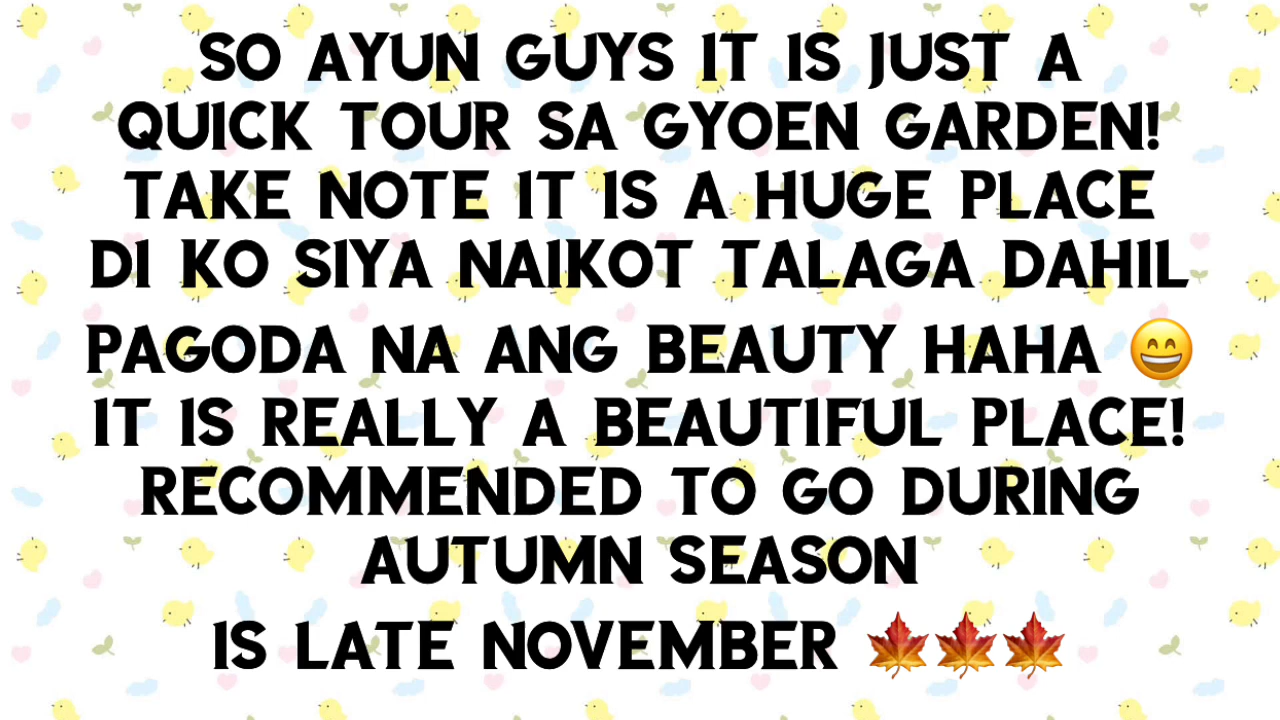 SO AYUN GUYS IT IS JUST A
QUICK TOUR SA GYOEN GARDEN!
TAKE NOTE IT IS A HUGE PLACE
DI KO SIYA NAIKOT TALAGA DAHIL
PAGODA NA ANG BEAUTY HAHA 😄
IT IS REALLY A BEAUTIFUL PLACE!
RECOMMENDED TO GO DURING
AUTUMN SEASON
IS LATE NOVEMBER 🍁🍁🍁